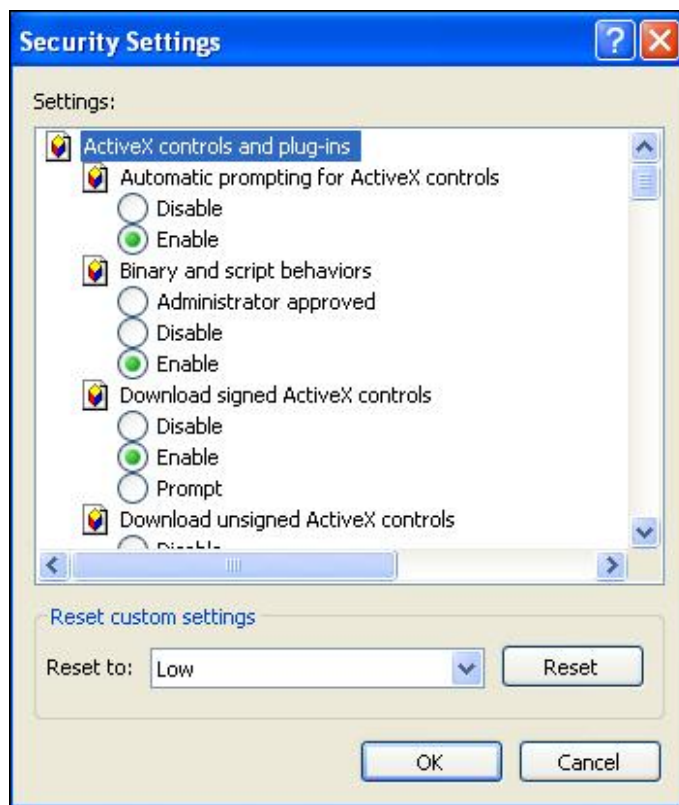 Security Settings
Settings:
ActiveX controls and plug-ins
Automatic prompting for ActiveX controls
Disable
Enable
Binary and script behaviors
Administrator approved
Disable
Enable
Download signed ActiveX controls
Disable
Enable
Prompt
Download unsigned ActiveX controls
Reset custom settings
Reset to: Low Reset
OK Cancel